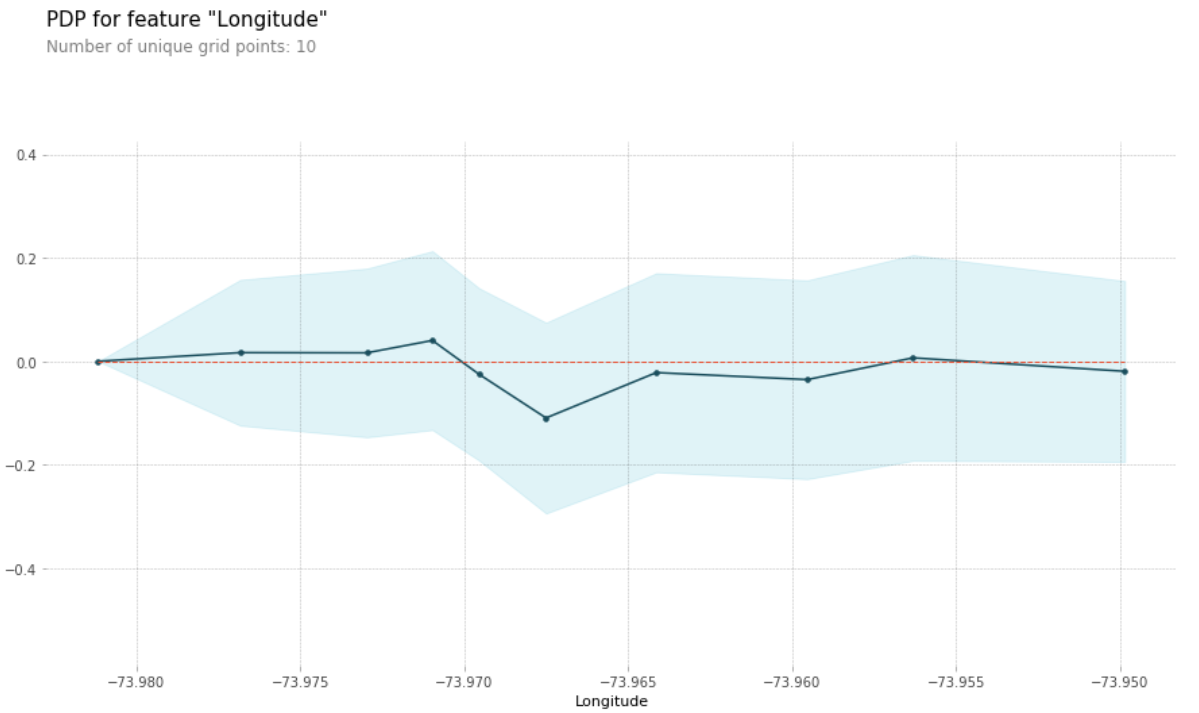 PDP for feature "Longitude"
Number of unique grid points: 10
0.4
0.2
0.0
−0.2
−0.4
−73.980 −73.975 −73.970 −73.965 −73.960 −73.955 −73.950
Longitude